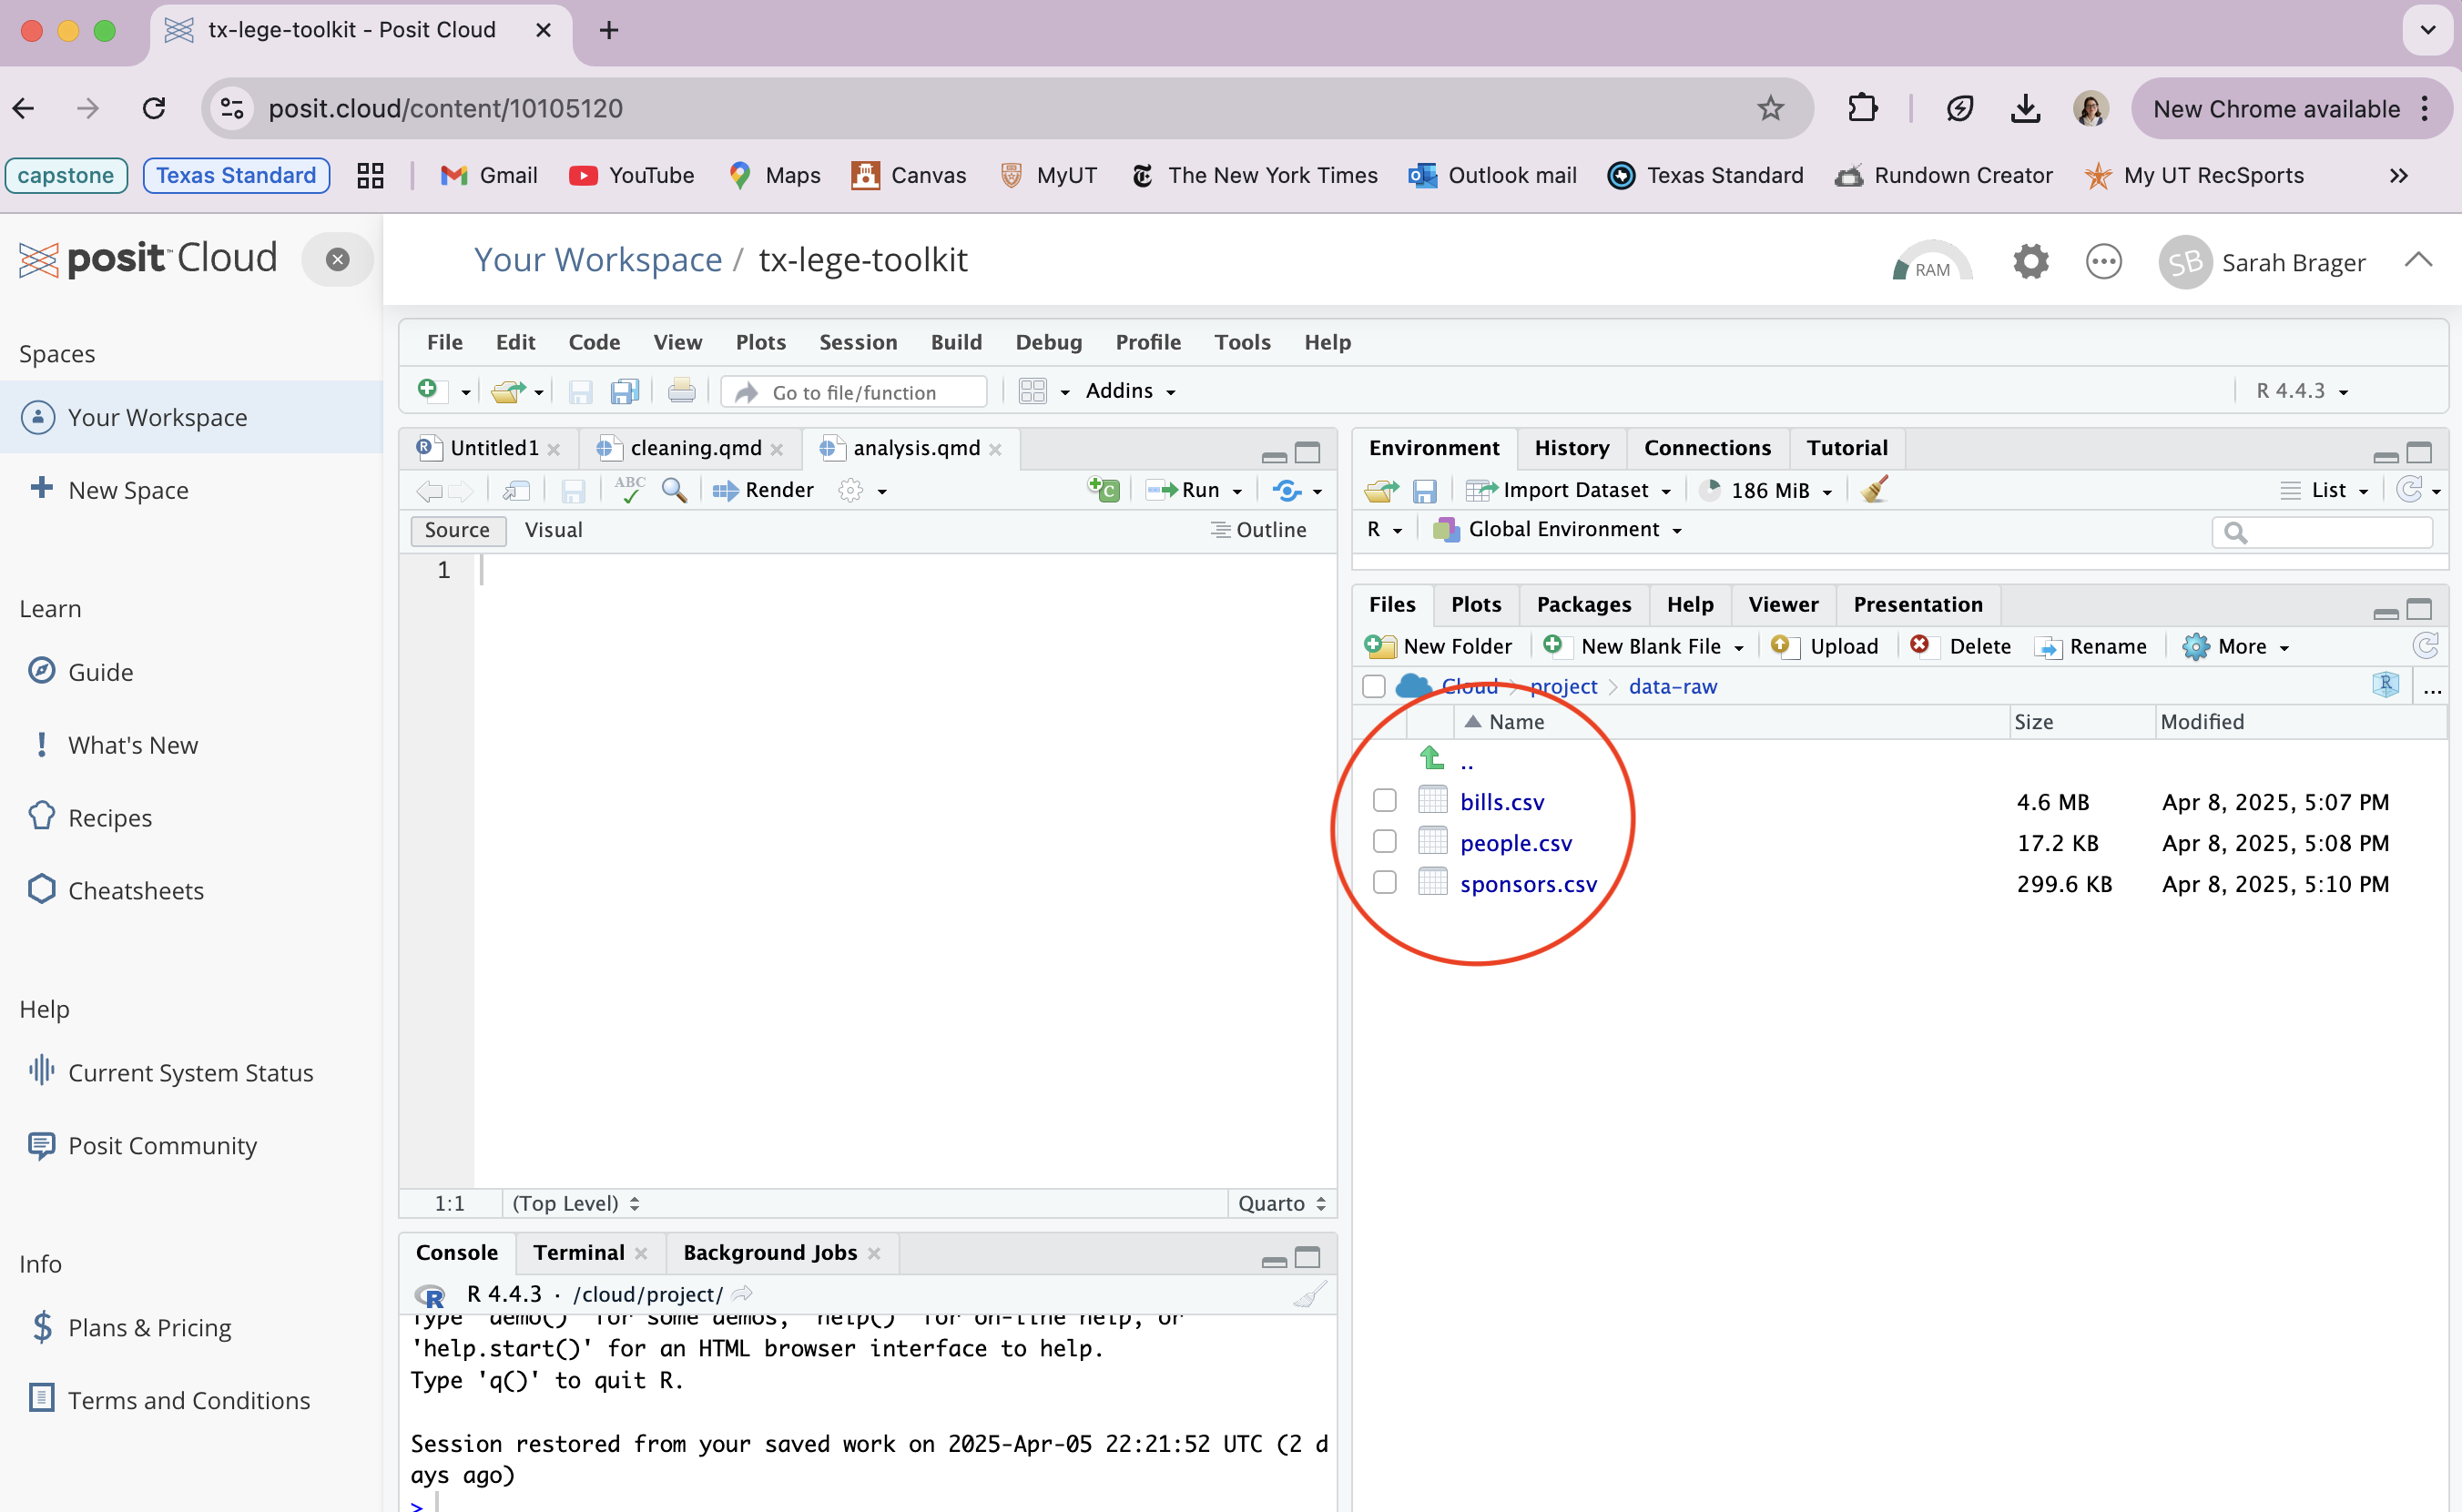 tx-lege-toolkit - Posit Cloud
posit.cloud/content/10105120
New Chrome available
capstone
Texas Standard
Gmail
YouTube
Maps
Canvas
MyUT
The New York Times
Outlook mail
Texas Standard
Rundown Creator
My UT RecSports
posit Cloud
Your Workspace / tx-lege-toolkit
RAM
SB
Sarah Brager
Spaces
Your Workspace
New Space
Learn
Guide
What's New
Recipes
Cheatsheets
Help
Current System Status
Posit Community
Info
Plans & Pricing
Terms and Conditions
File Edit Code View Plots Session Build Debug Profile Tools Help
Go to file/function
Addins
R 4.4.3
Untitled1
cleaning.qmd
analysis.qmd
ABC
Render
Run
Source
Visual
Outline
1
1:1
(Top Level)
Quarto
Console
Terminal
Background Jobs
R 4.4.3 · /cloud/project/
Type 'demo()' for some demos, 'help()' for on-line help, or
'help.start()' for an HTML browser interface to help.
Type 'q()' to quit R.
Session restored from your saved work on 2025-Apr-05 22:21:52 UTC (2 d
ays ago)
>
Environment
History
Connections
Tutorial
Import Dataset
186 MiB
List
R
Global Environment
Files
Plots
Packages
Help
Viewer
Presentation
New Folder
New Blank File
Upload
Delete
Rename
More
Cloud > project > data-raw
...
Name Size Modified
..
bills.csv 4.6 MB Apr 8, 2025, 5:07 PM
people.csv 17.2 KB Apr 8, 2025, 5:08 PM
sponsors.csv 299.6 KB Apr 8, 2025, 5:10 PM